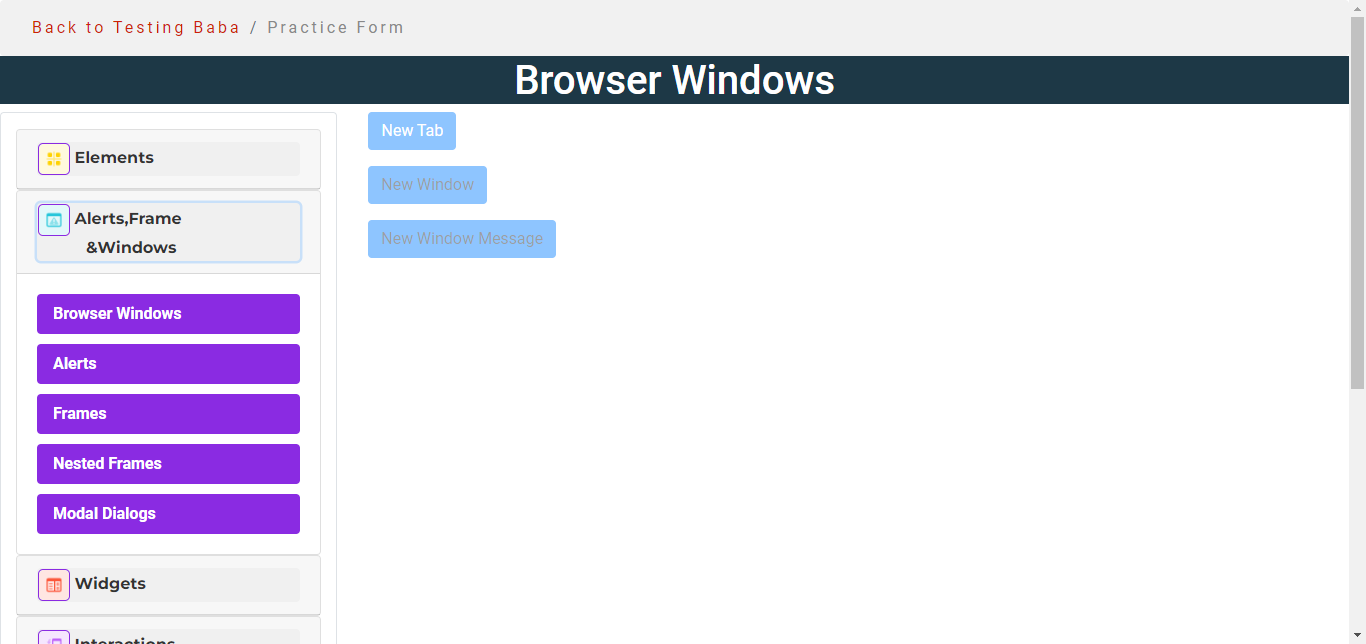 Back to Testing Baba / Practice Form
Browser Windows
Elements
Alerts,Frame
&Windows
Browser Windows
Alerts
Frames
Nested Frames
Modal Dialogs
Widgets
Interactions
New Tab
New Window
New Window Message